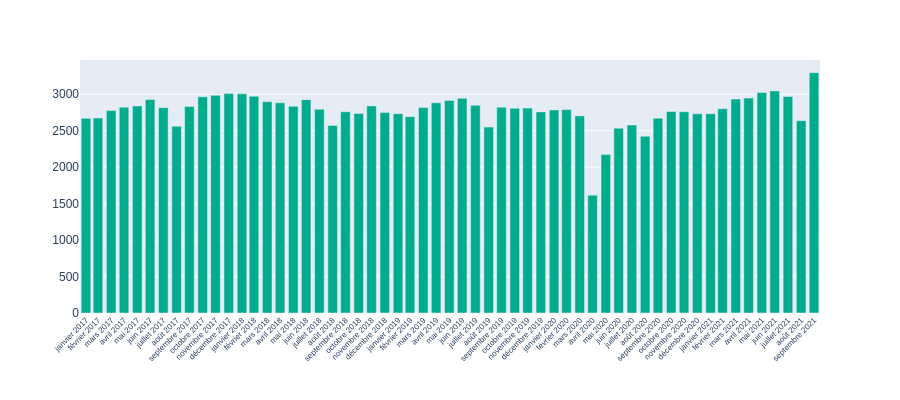 3000
2500
2000
1500
1000
500
0
janvier 2017
février 2017
mars 2017
avril 2017
mai 2017
juin 2017
juillet 2017
août 2017
septembre 2017
octobre 2017
novembre 2017
décembre 2017
janvier 2018
février 2018
mars 2018
avril 2018
mai 2018
juin 2018
juillet 2018
août 2018
septembre 2018
octobre 2018
novembre 2018
décembre 2018
janvier 2019
février 2019
mars 2019
avril 2019
mai 2019
juin 2019
juillet 2019
août 2019
septembre 2019
octobre 2019
novembre 2019
décembre 2019
janvier 2020
février 2020
mars 2020
avril 2020
mai 2020
juin 2020
juillet 2020
août 2020
septembre 2020
octobre 2020
novembre 2020
décembre 2020
janvier 2021
février 2021
mars 2021
avril 2021
mai 2021
juin 2021
juillet 2021
août 2021
septembre 2021